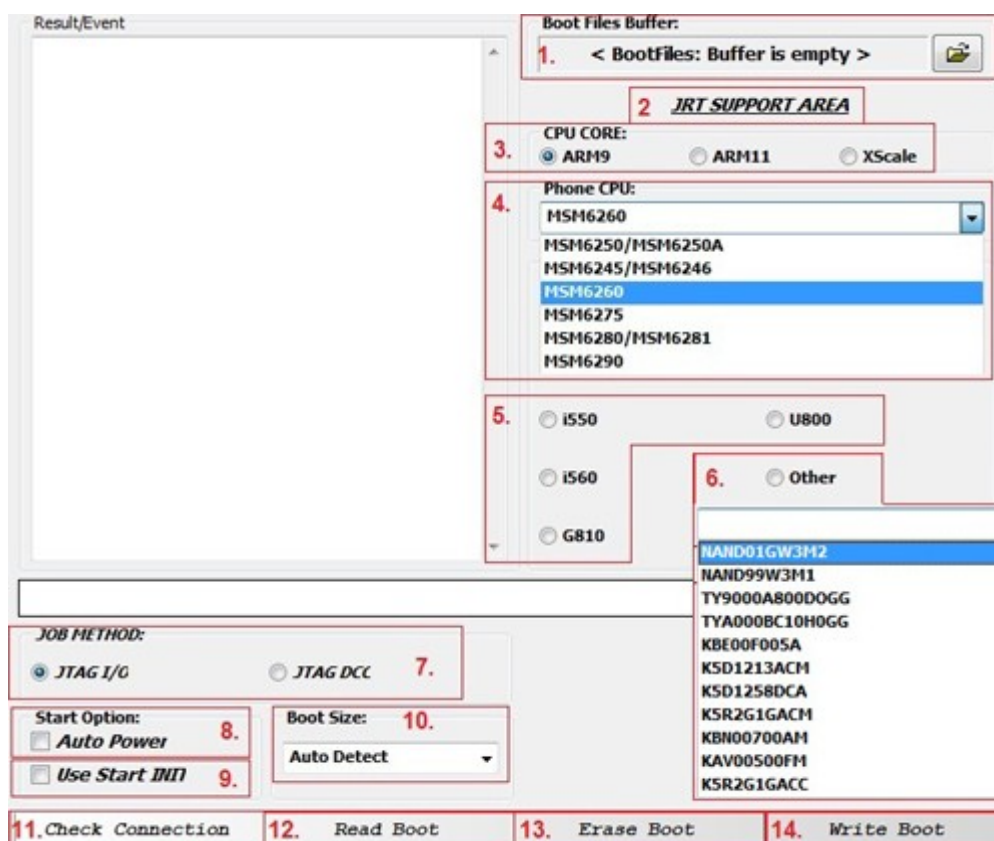 Result/Event
Boot Files Buffer:
1. < BootFiles: Buffer is empty >
2 JRT SUPPORT AREA
CPU CORE:
3. ARM9 ARM11 XScale
Phone CPU:
4. MSM6260
MSM6250/MSM6250A
MSM6245/MSM6246
MSM6260
MSM6275
MSM6280/MSM6281
MSM6290
5. i550 U800
i560 6. Other
G810
NAND01GW3M2
NAND99W3M1
TY9000A800DOGG
TYA000BC10H0GG
KBE00F005A
K5D1213ACM
K5D1258DCA
K5R2G1GACM
KBN00700AM
KAV00500FM
K5R2G1GACC
JOB METHOD:
JTAG I/O JTAG DCC 7.
Start Option:
Auto Power 8.
Use Start INIT 9.
Boot Size: 10.
Auto Detect
11. Check Connection 12. Read Boot 13. Erase Boot 14. Write Boot